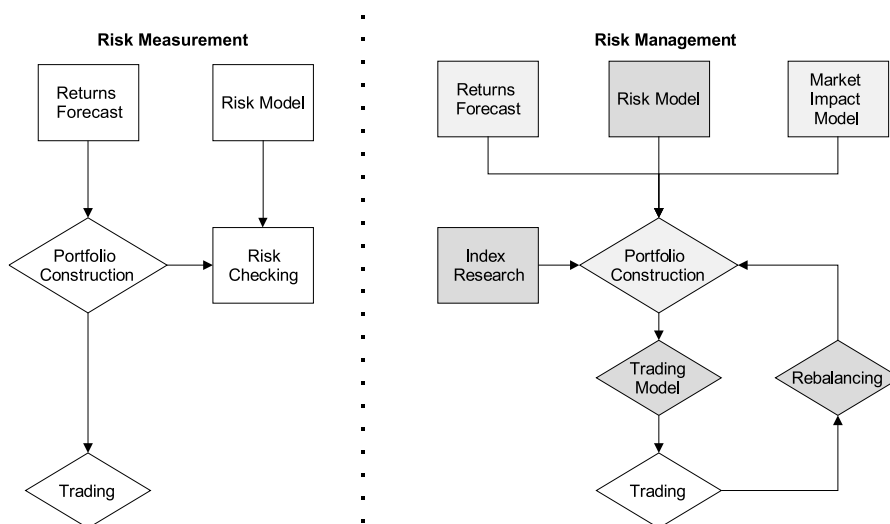 Risk Measurement
Returns
Forecast
Risk Model
Portfolio
Construction
Risk
Checking
Trading
Risk Management
Returns
Forecast
Risk Model
Market
Impact
Model
Index
Research
Portfolio
Construction
Trading
Model
Rebalancing
Trading